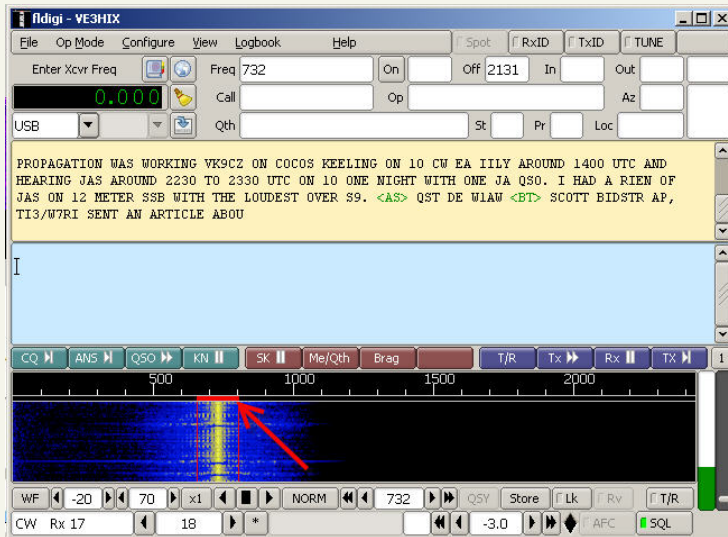 fldigi - VE3HIX
File Op Mode Configure View Logbook Help Spot RxID TxID TUNE
Enter Xcvr Freq Freq 732 On Off 2131 In Out
0.000 Call Op Az
USB Qth St Pr Loc
PROPAGATION WAS WORKING VK9CZ ON COCOS KEELING ON 10 CW EA IILY AROUND 1400 UTC AND
HEARING JAS AROUND 2230 TO 2330 UTC ON 10 ONE NIGHT WITH ONE JA QSO. I HAD A RIEN OF
JAS ON 12 METER SSB WITH THE LOUDEST OVER S9. <AS> QST DE W1AW <BT> SCOTT BIDSTR AP,
TI3/W7RI SENT AN ARTICLE ABOU
CQ ANS QSO KN SK Me/Qth Brag T/R Tx Rx TX 1
500 1000 1500 2000
WF -20 70 x1 NORM 732 QSY Store Lk Rv T/R
CW Rx 17 18 * -3.0 AFC SQL